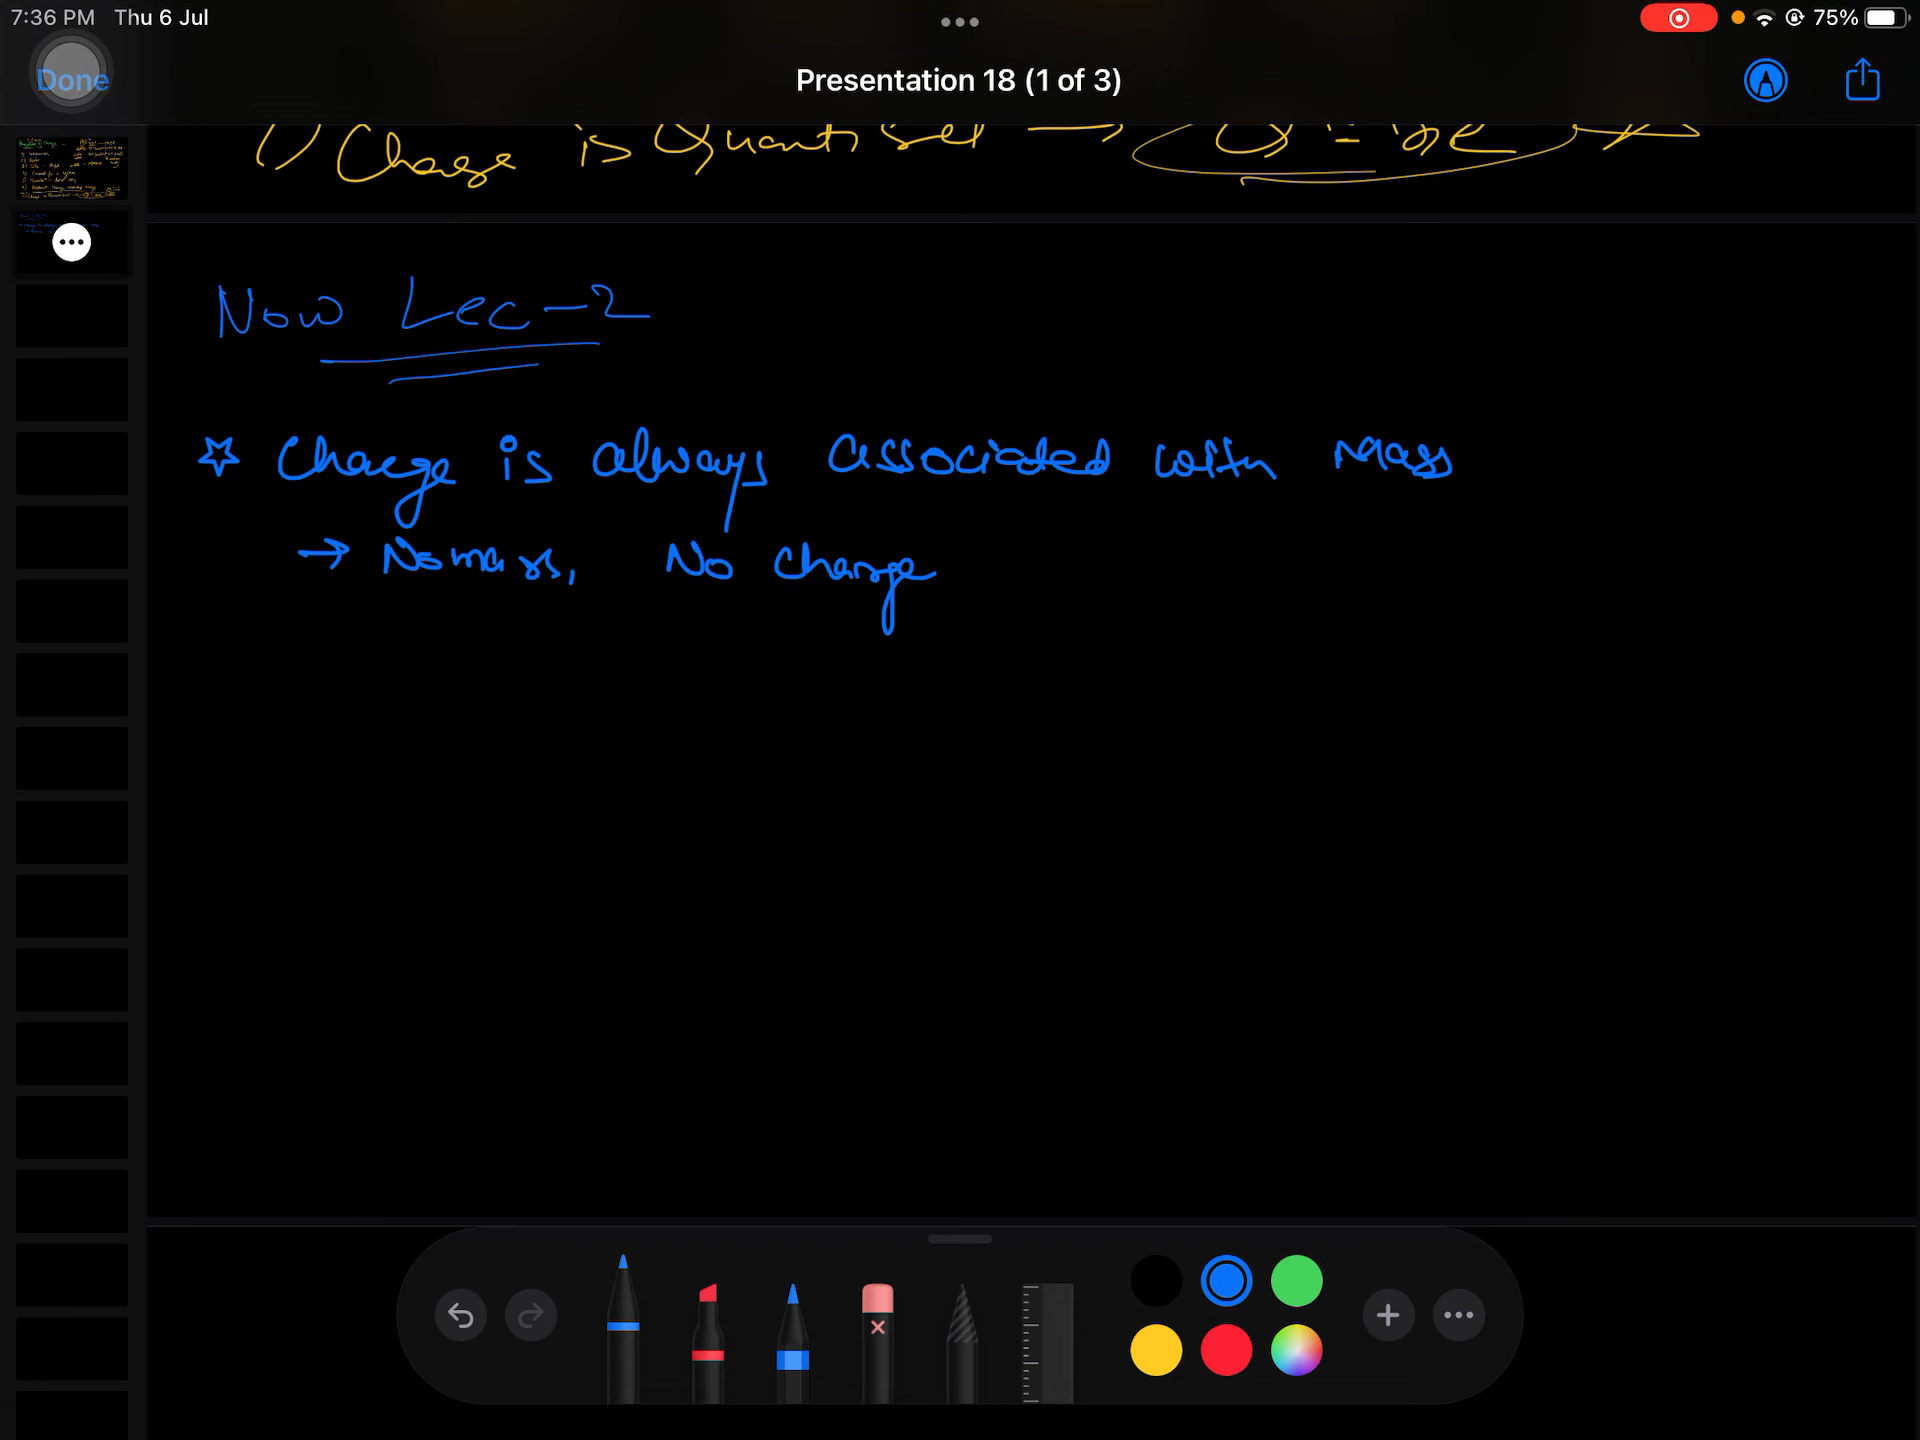 7:36 PM Thu 6 Jul
75%
Done
Presentation 18 (1 of 3)
Charge is Quantised →
Now Lec-2
☆ Charge is always associated with Mass
→ No mass, No charge